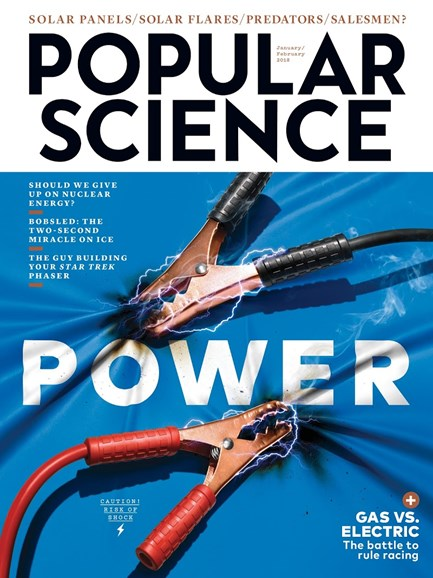 SOLAR PANELS/SOLAR FLARES/PREDATORS/SALESMEN?
POPULAR
January/
February
2018
SCIENCE
SHOULD WE GIVE
UP ON NUCLEAR
ENERGY?
BOBSLED: THE
TWO-SECOND
MIRACLE ON ICE
THE GUY BUILDING
YOUR STAR TREK
PHASER
POWER
CAUTION!
RISE OF
SHOCK
+
GAS VS.
ELECTRIC
The battle to
rule racing